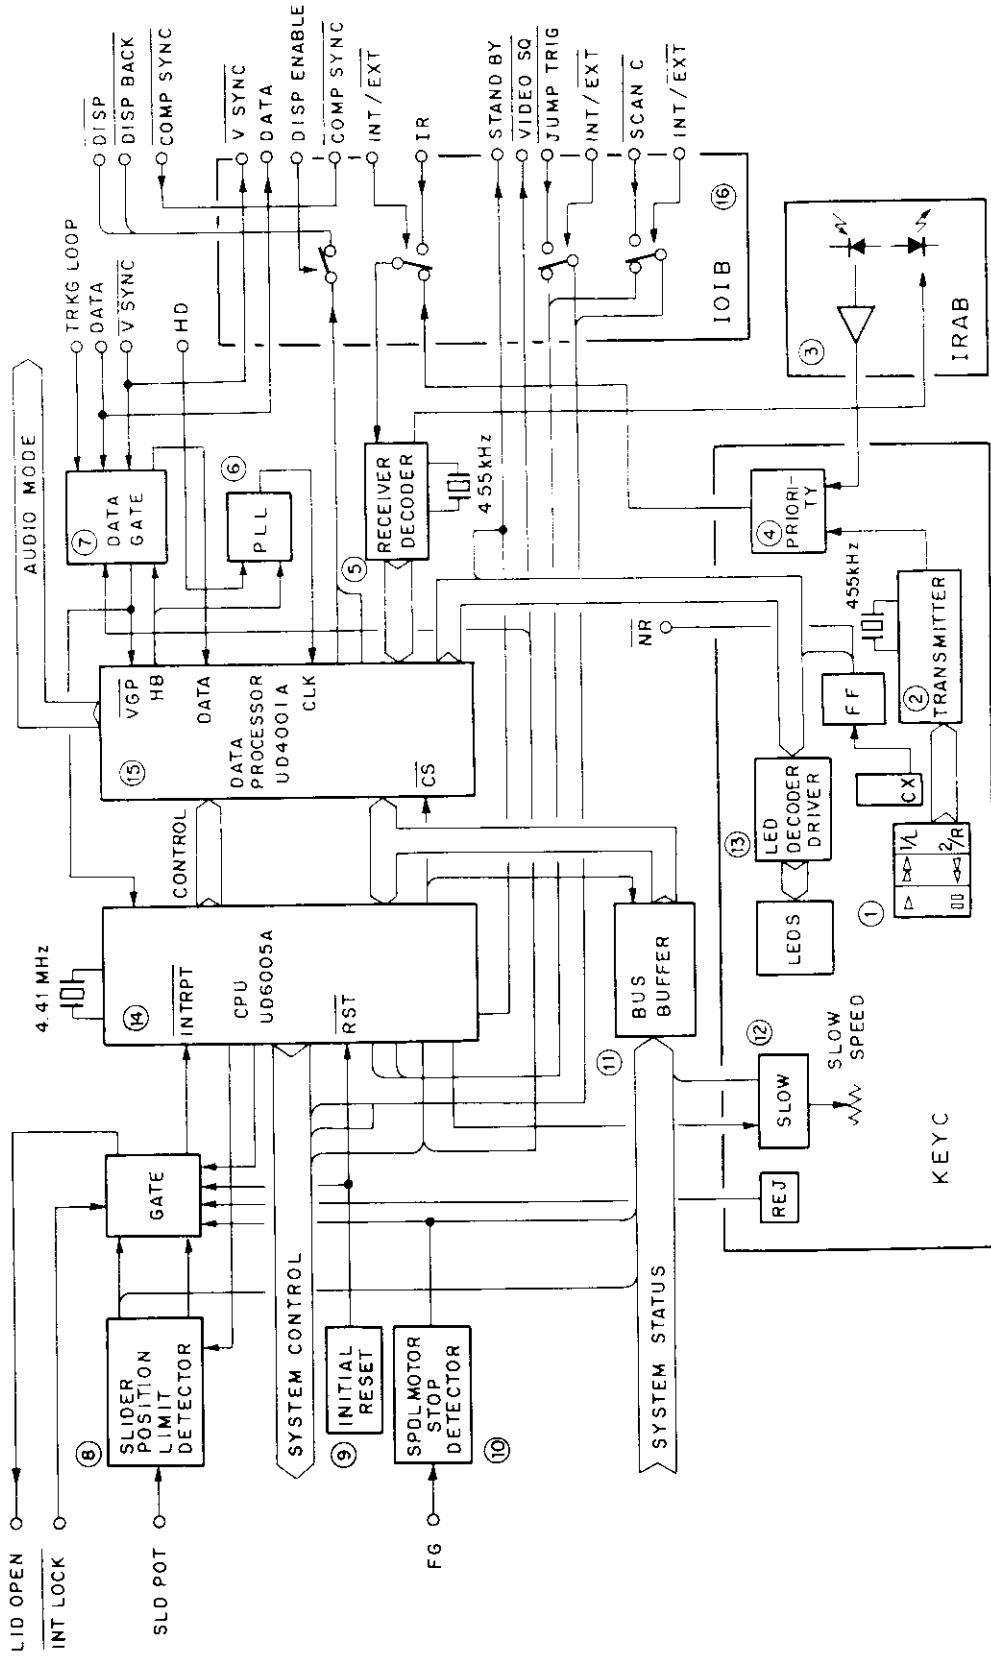 LID OPEN
INT LOCK
SLD POT
FG
8
SLIDER
POSITION
LIMIT
DETECTOR
SYSTEM CONTROL
9
INITIAL
RESET
10
SPDLMOTOR
STOP
DETECTOR
SYSTEM STATUS
GATE
4.41 MHz
14
INTRPT
CPU
UD6005A
RST
CONTROL
11
BUS
BUFFER
REJ
12
SLOW
SLOW
SPEED
KEYC
AUDIO MODE
15
VGP
HB
DATA
DATA
PROCESSOR
UD4001A
CLK
CS
13
LED
DECODER
DRIVER
LEDS
1
1/L
2/R
CX
FF
NR
2
TRANSMITTER
455kHz
4
PRIORI-
TY
7
DATA
GATE
6
PLL
5
RECEIVER
DECODER
455kHz
TRKG LOOP
DATA
V SYNC
HD
3
IRAB
16
IOIB
DISP
DISP BACK
COMP SYNC
V SYNC
DATA
DISP ENABLE
COMP SYNC
INT/EXT
IR
STAND BY
VIDEO SQ
JUMP TRIG
INT/EXT
SCAN C
INT/EXT